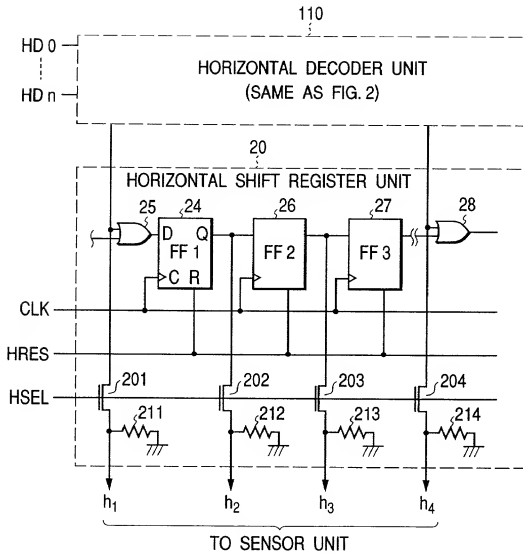 110
HD 0
HD n
HORIZONTAL DECODER UNIT
(SAME AS FIG. 2)
20
HORIZONTAL SHIFT REGISTER UNIT
25
24
26
27
28
D Q
FF 1
C R
FF 2
FF 3
CLK
HRES
HSEL
201
202
203
204
211
212
213
214
h1
h2
h3
h4
TO SENSOR UNIT